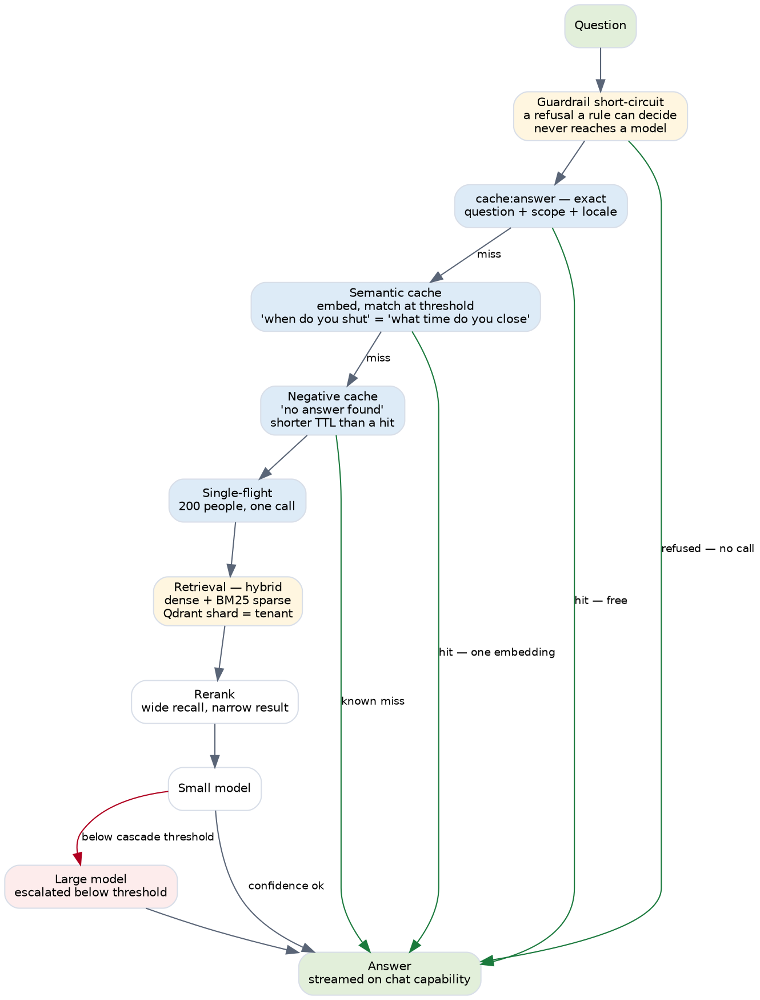 Question
Guardrail short-circuit
a refusal a rule can decide
never reaches a model
cache:answer — exact
question + scope + locale
miss
Semantic cache
embed, match at threshold
'when do you shut' = 'what time do you close'
miss
Negative cache
'no answer found'
shorter TTL than a hit
Single-flight
200 people, one call
refused — no call
Retrieval — hybrid
dense + BM25 sparse
Qdrant shard = tenant
hit — free
hit — one embedding
Rerank
wide recall, narrow result
known miss
Small model
below cascade threshold
Large model
escalated below threshold
confidence ok
Answer
streamed on chat capability